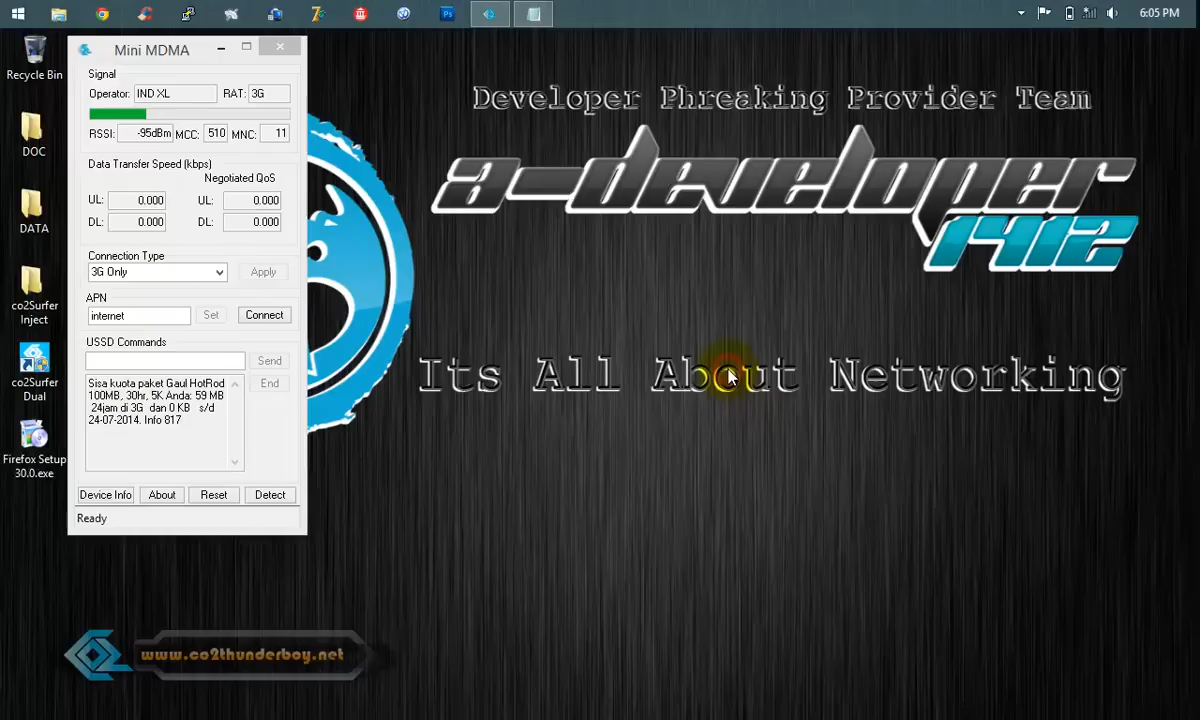 6:05 PM
Recycle Bin
DOC
DATA
co2Surfer
Inject
co2Surfer
Dual
Firefox Setup
30.0.exe
Mini MDMA
Signal
Operator: IND XL RAT: 3G
RSSI: -95dBm MCC: 510 MNC: 11
Data Transfer Speed (kbps)
Negotiated QoS
UL: 0.000 UL: 0.000
DL: 0.000 DL: 0.000
Connection Type
3G Only Apply
APN
internet Set Connect
USSD Commands
Send
End
Sisa kuota paket Gaul HotRod
100MB, 30hr, 5K Anda: 59 MB
24jam di 3G dan 0 KB s/d
24-07-2014. Info 817
Device Info About Reset Detect
Ready
Developer Phreaking Provider Team
a-developer
1412
Its All About Networking
www.co2thunderboy.net